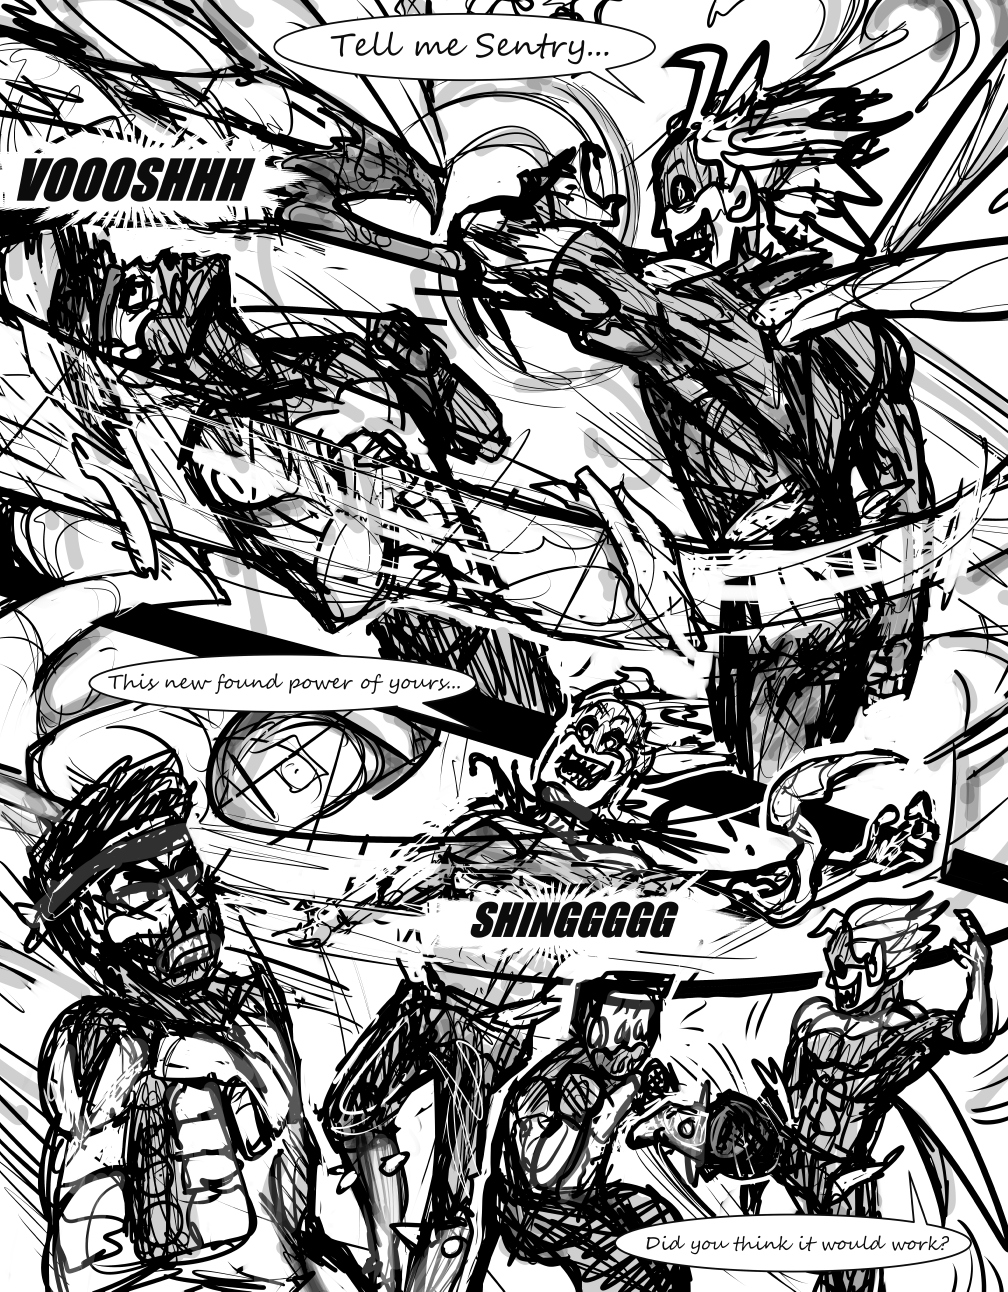 Tell me Sentry...
VOOOSHHH
This new found power of yours...
SHINGGGGG
Did you think it would work?